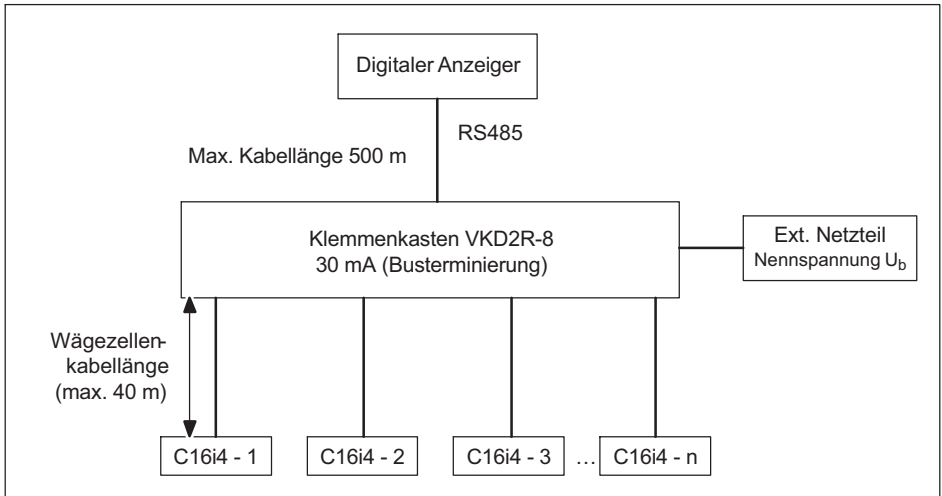 Digitaler Anzeiger
RS485
Max. Kabellänge 500 m
Klemmenkasten VKD2R-8
30 mA (Busterminierung)
Ext. Netzteil
Nennspannung Ub
Wägezellen-
kabellänge
(max. 40 m)
C16i4 - 1
C16i4 - 2
C16i4 - 3
...
C16i4 - n